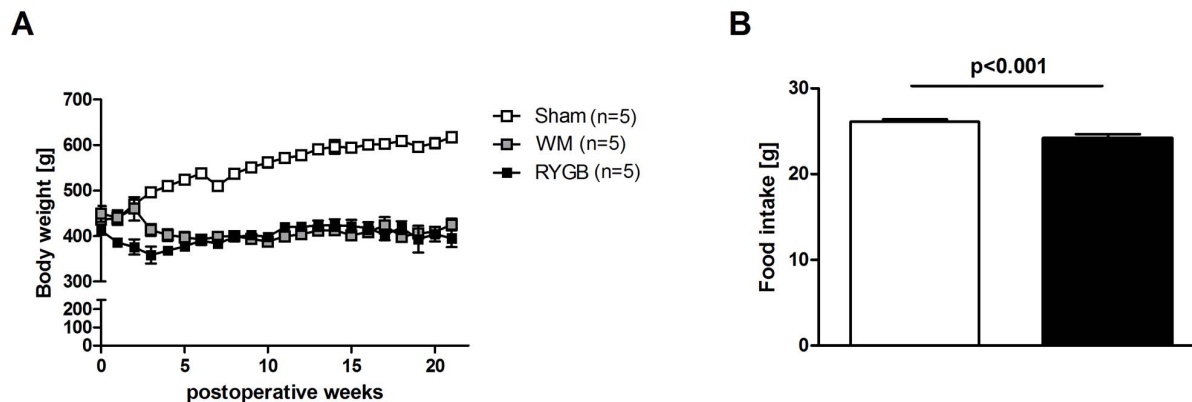 A
Body weight [g]
700
600
500
400
300
200
100
0
0
5
10
15
20
postoperative weeks
Sham (n=5)
WM (n=5)
RYGB (n=5)
B
p<0.001
Food intake [g]
30
20
10
0